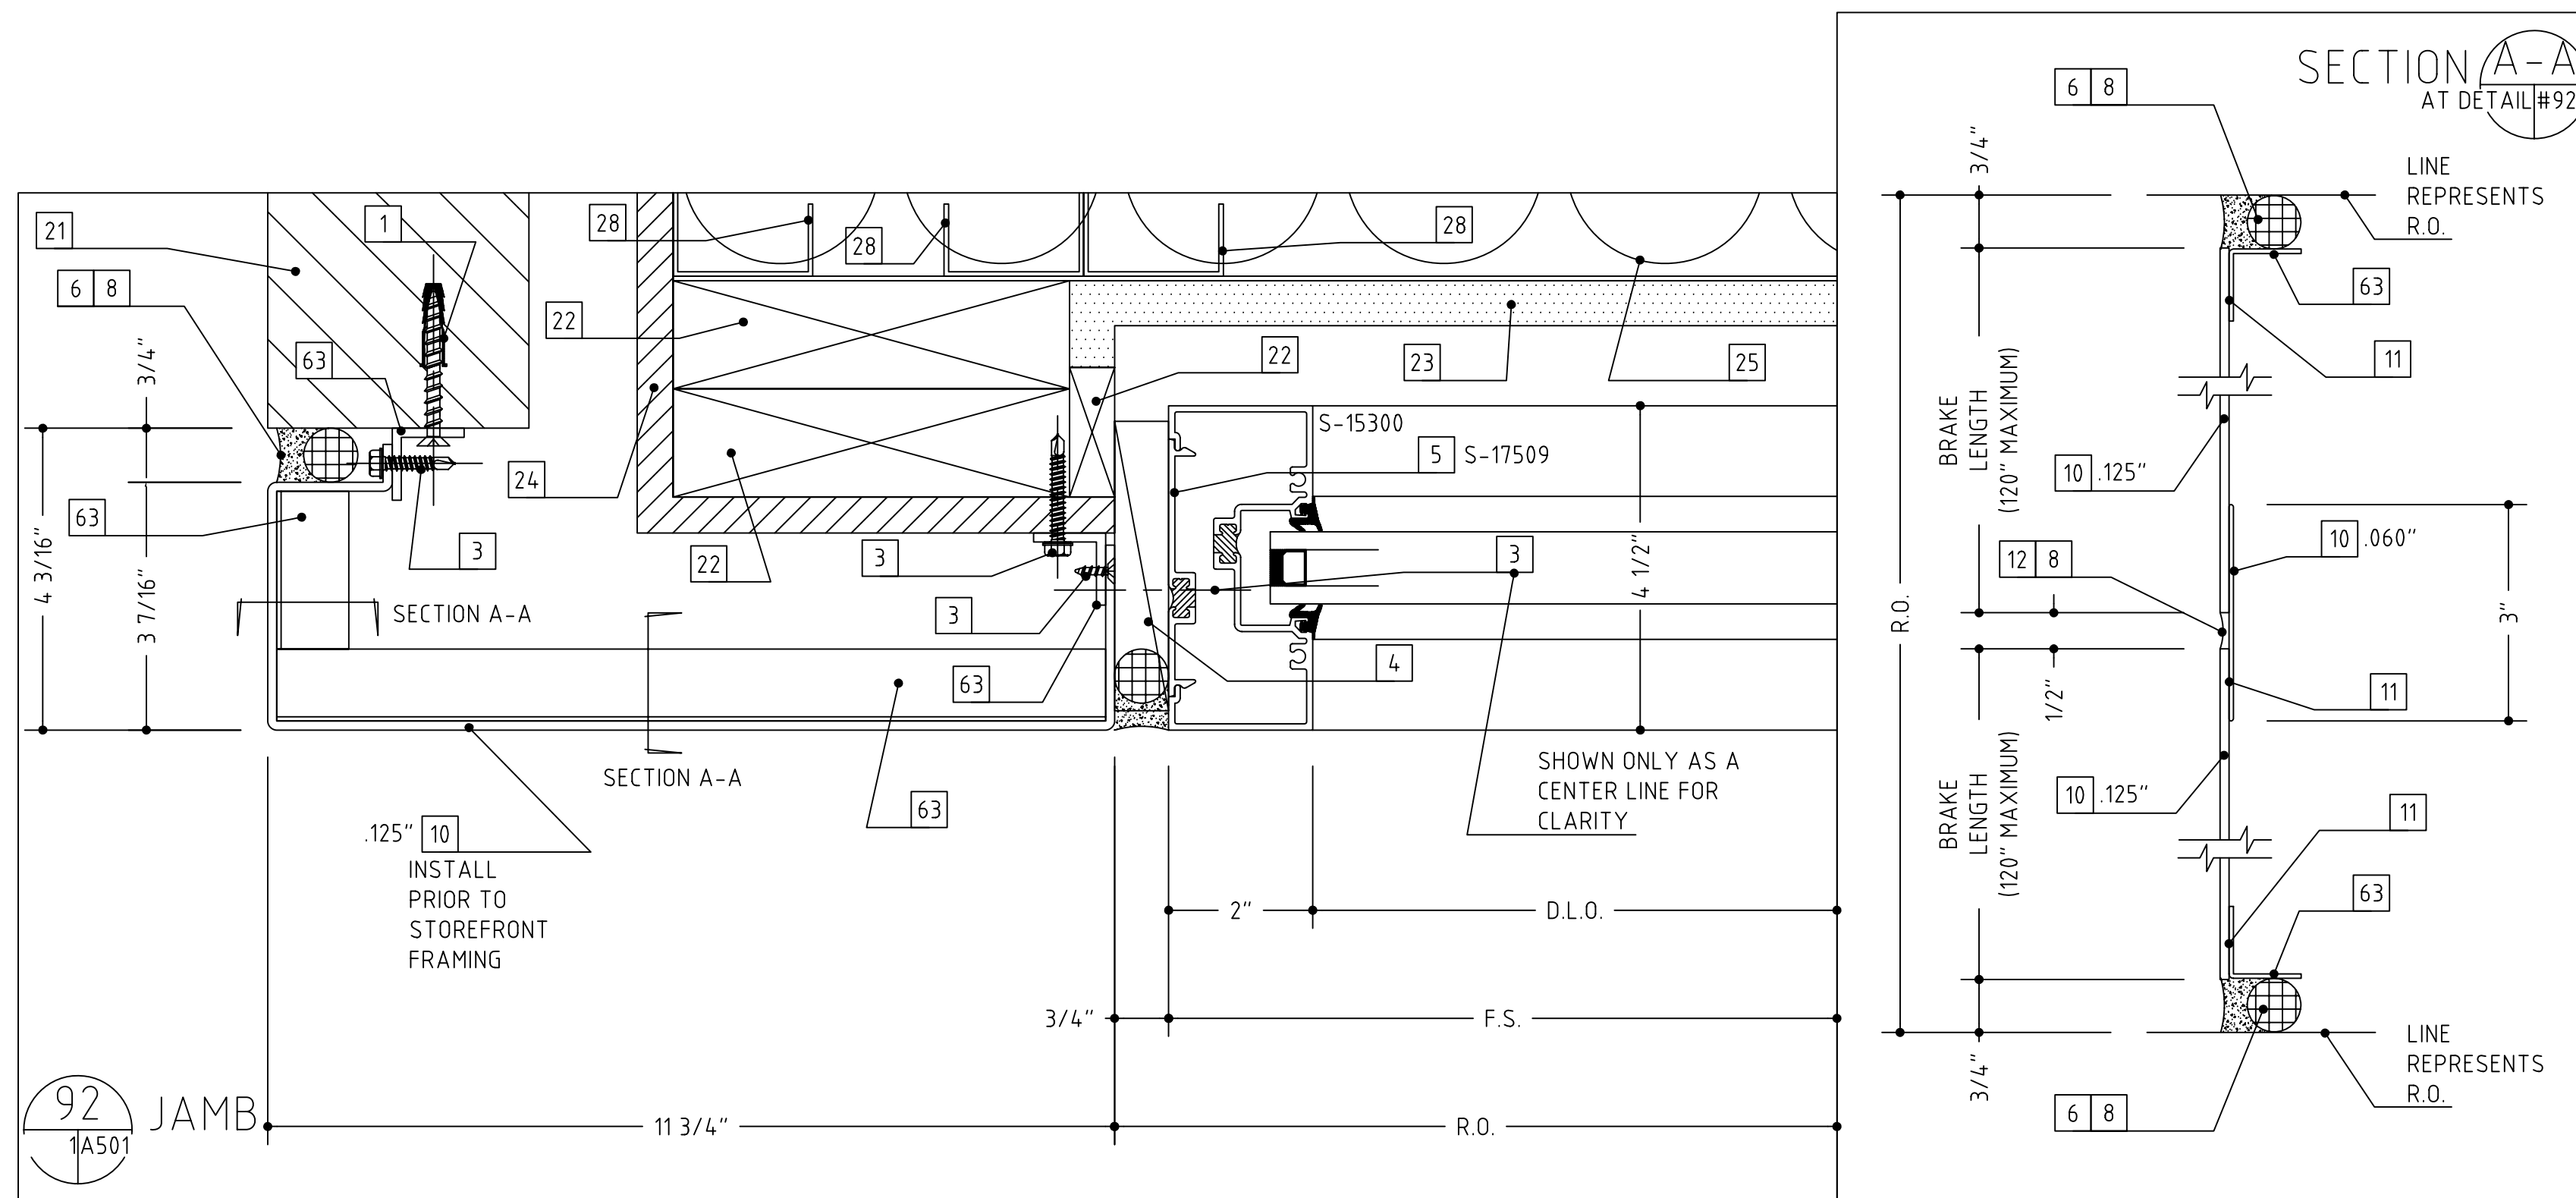 21
1
28
28
28
6 8
63
22
22
23
25
3/4"
S-15300
5 S-17509
24
63
4 3/16"
3 7/16"
3
22
3
3
4 1/2"
3
SECTION A-A
63
4
SECTION A-A
63
SHOWN ONLY AS A
CENTER LINE FOR
CLARITY
.125" 10
INSTALL
PRIOR TO
STOREFRONT
FRAMING
2"
D.L.O.
3/4"
F.S.
11 3/4"
R.O.
92
1A501
JAMB
SECTION A-A
AT DETAIL #92
6 8
3/4"
LINE
REPRESENTS
R.O.
63
11
BRAKE
LENGTH
(120" MAXIMUM)
10 .125"
10 .060"
12 8
R.O.
3"
1/2"
11
BRAKE
LENGTH
(120" MAXIMUM)
10 .125"
11
63
LINE
REPRESENTS
R.O.
3/4"
6 8